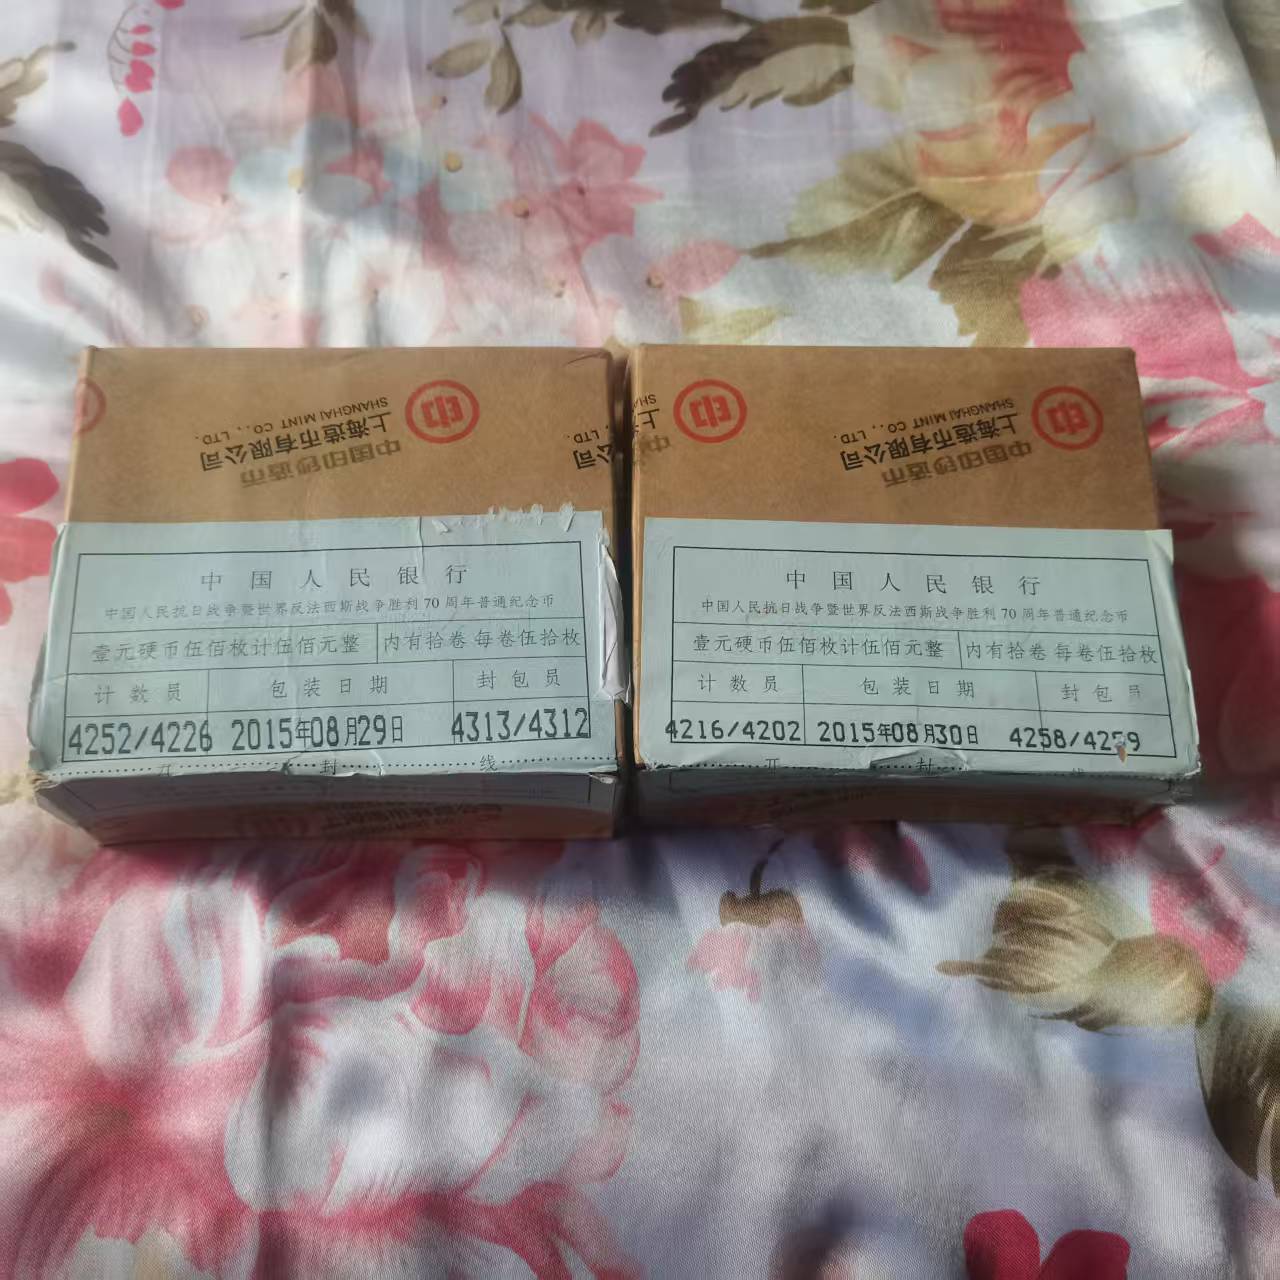 SHANGHAI MINT CO., LTD.
上海造币有限公司
中国印钞造币
中国人民银行
中国人民抗日战争暨世界反法西斯战争胜利70周年普通纪念币
壹元硬币伍佰枚计伍佰元整 内有拾卷 每卷伍拾枚
计数员 包装日期 封包员
4252/4226 2015年08月29日 4313/4312
开 封 线
SHANGHAI MINT CO., LTD.
上海造币有限公司
中国印钞造币
中国人民银行
中国人民抗日战争暨世界反法西斯战争胜利70周年普通纪念币
壹元硬币伍佰枚计伍佰元整 内有拾卷 每卷伍拾枚
计数员 包装日期 封包员
4216/4202 2015年08月30日 4258/4259
开 封 线